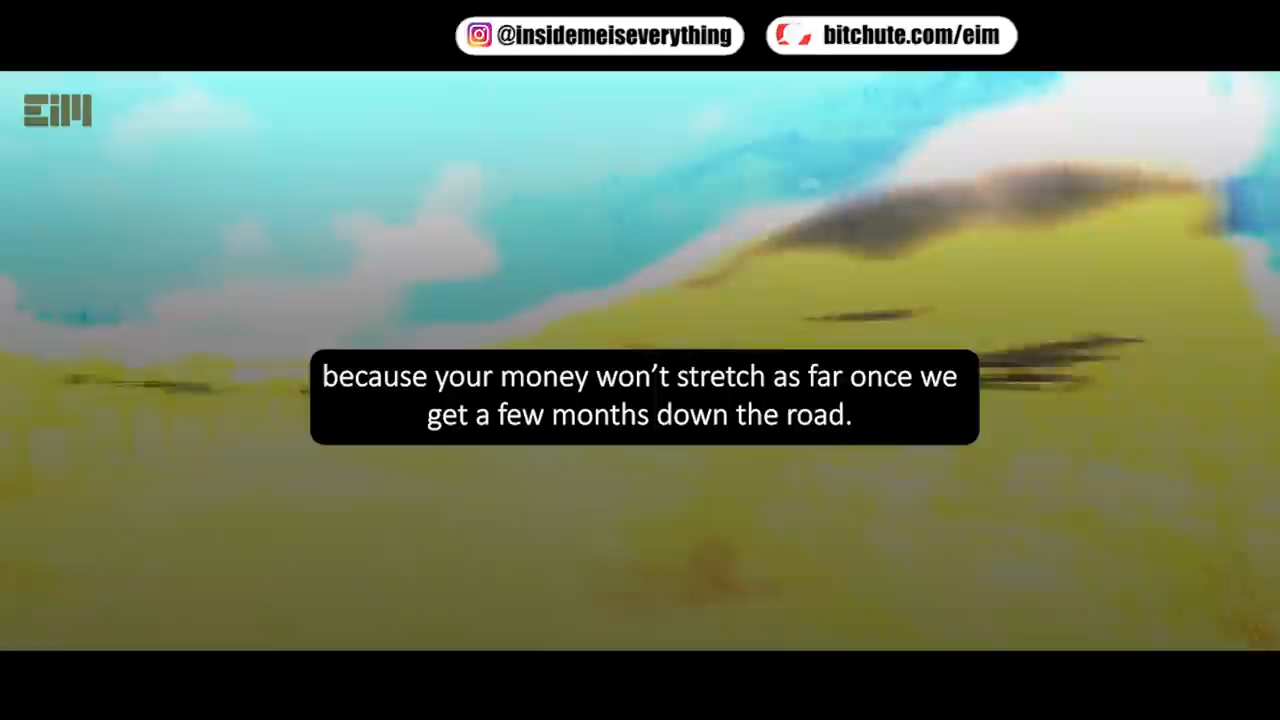 @insidemeiseverything
bitchute.com/eim
EiM
because your money won’t stretch as far once we
get a few months down the road.